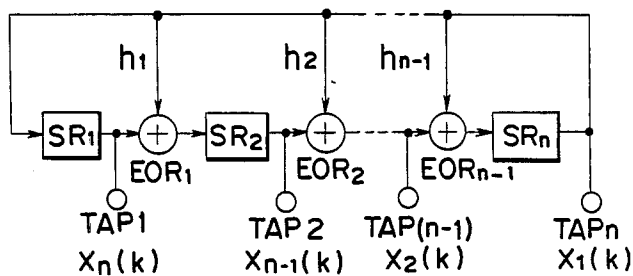 h1 h2 hn-1
SR1 + SR2 + + SRn
EOR1 EOR2 EORn-1
TAP1 TAP2 TAP(n-1) TAPn
Xn(k) Xn-1(k) X2(k) X1(k)